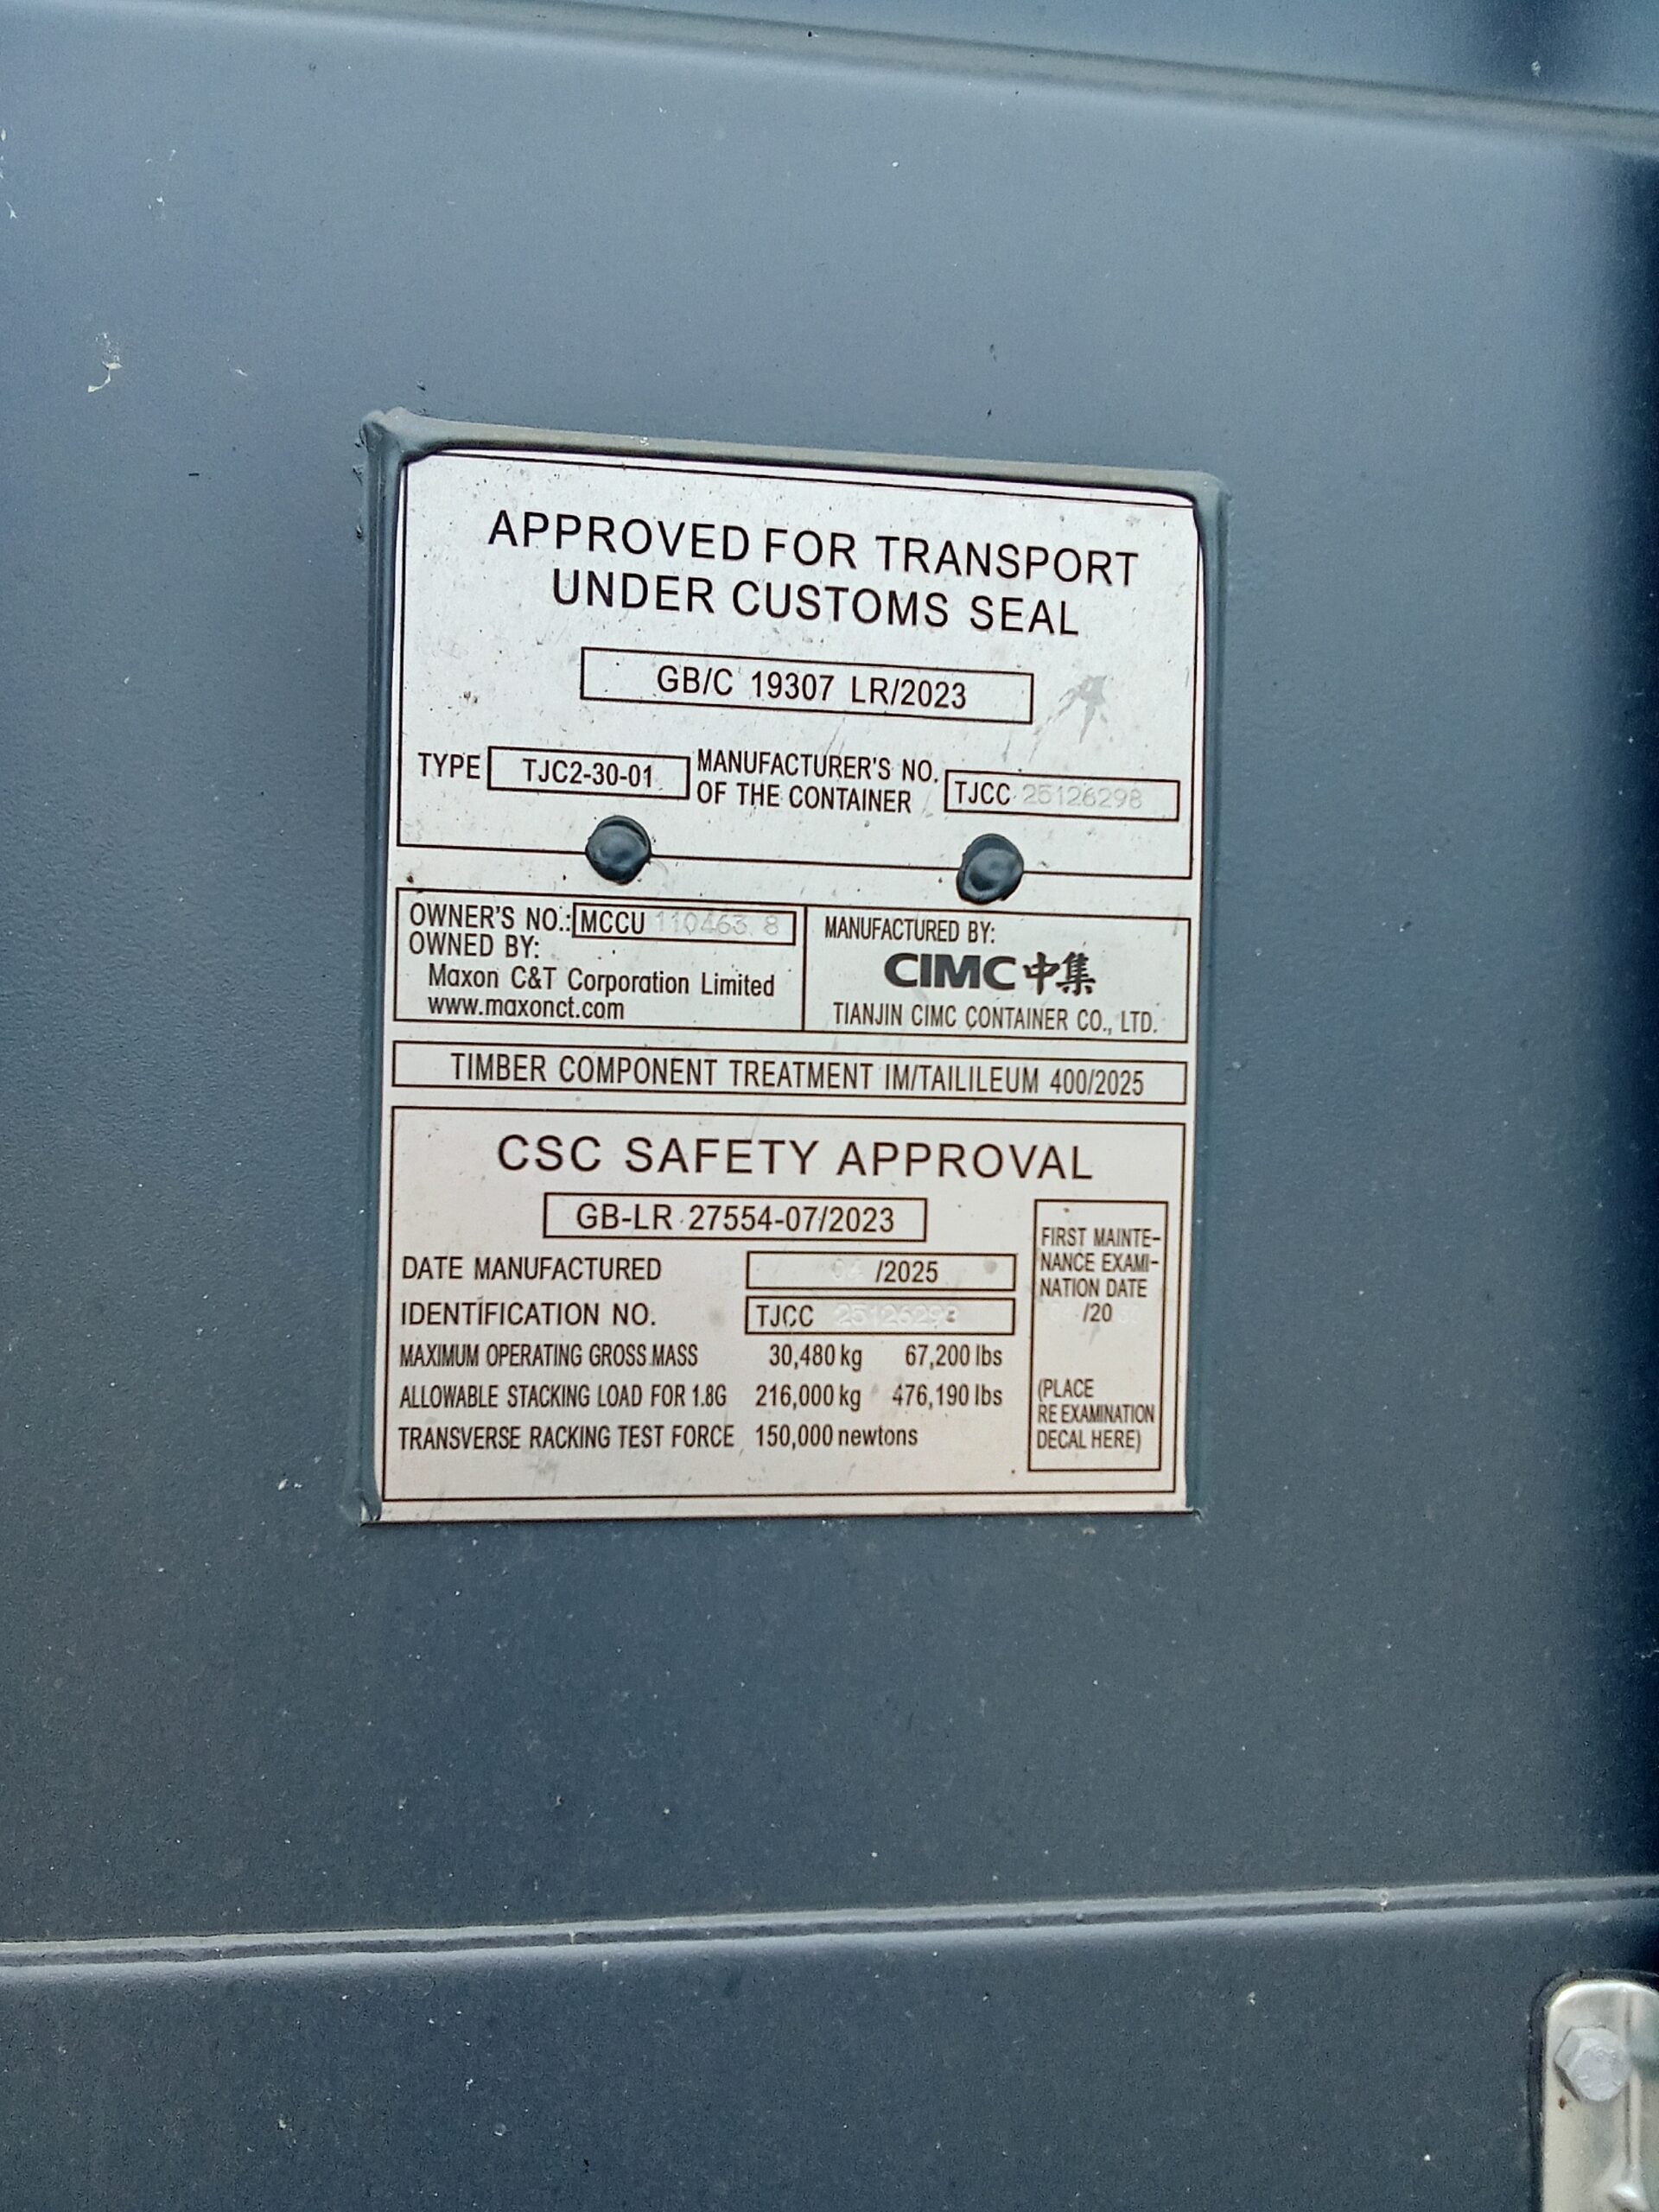 APPROVED FOR TRANSPORT
UNDER CUSTOMS SEAL
GB/C 19307 LR/2023
TYPE TJC2-30-01 MANUFACTURER'S NO. OF THE CONTAINER TJCC 25126298
OWNER'S NO.: MCCU 110463 8
OWNED BY:
Maxon C&T Corporation Limited
www.maxonct.com
MANUFACTURED BY:
CIMC 中集
TIANJIN CIMC CONTAINER CO., LTD.
TIMBER COMPONENT TREATMENT IM/TAILILEUM 400/2025
CSC SAFETY APPROVAL
GB-LR 27554-07/2023
DATE MANUFACTURED /2025
IDENTIFICATION NO. TJCC 25126298
MAXIMUM OPERATING GROSS MASS 30,480 kg 67,200 lbs
ALLOWABLE STACKING LOAD FOR 1.8G 216,000 kg 476,190 lbs
TRANSVERSE RACKING TEST FORCE 150,000 newtons
FIRST MAINTE-
NANCE EXAMI-
NATION DATE
/20
(PLACE
RE EXAMINATION
DECAL HERE)